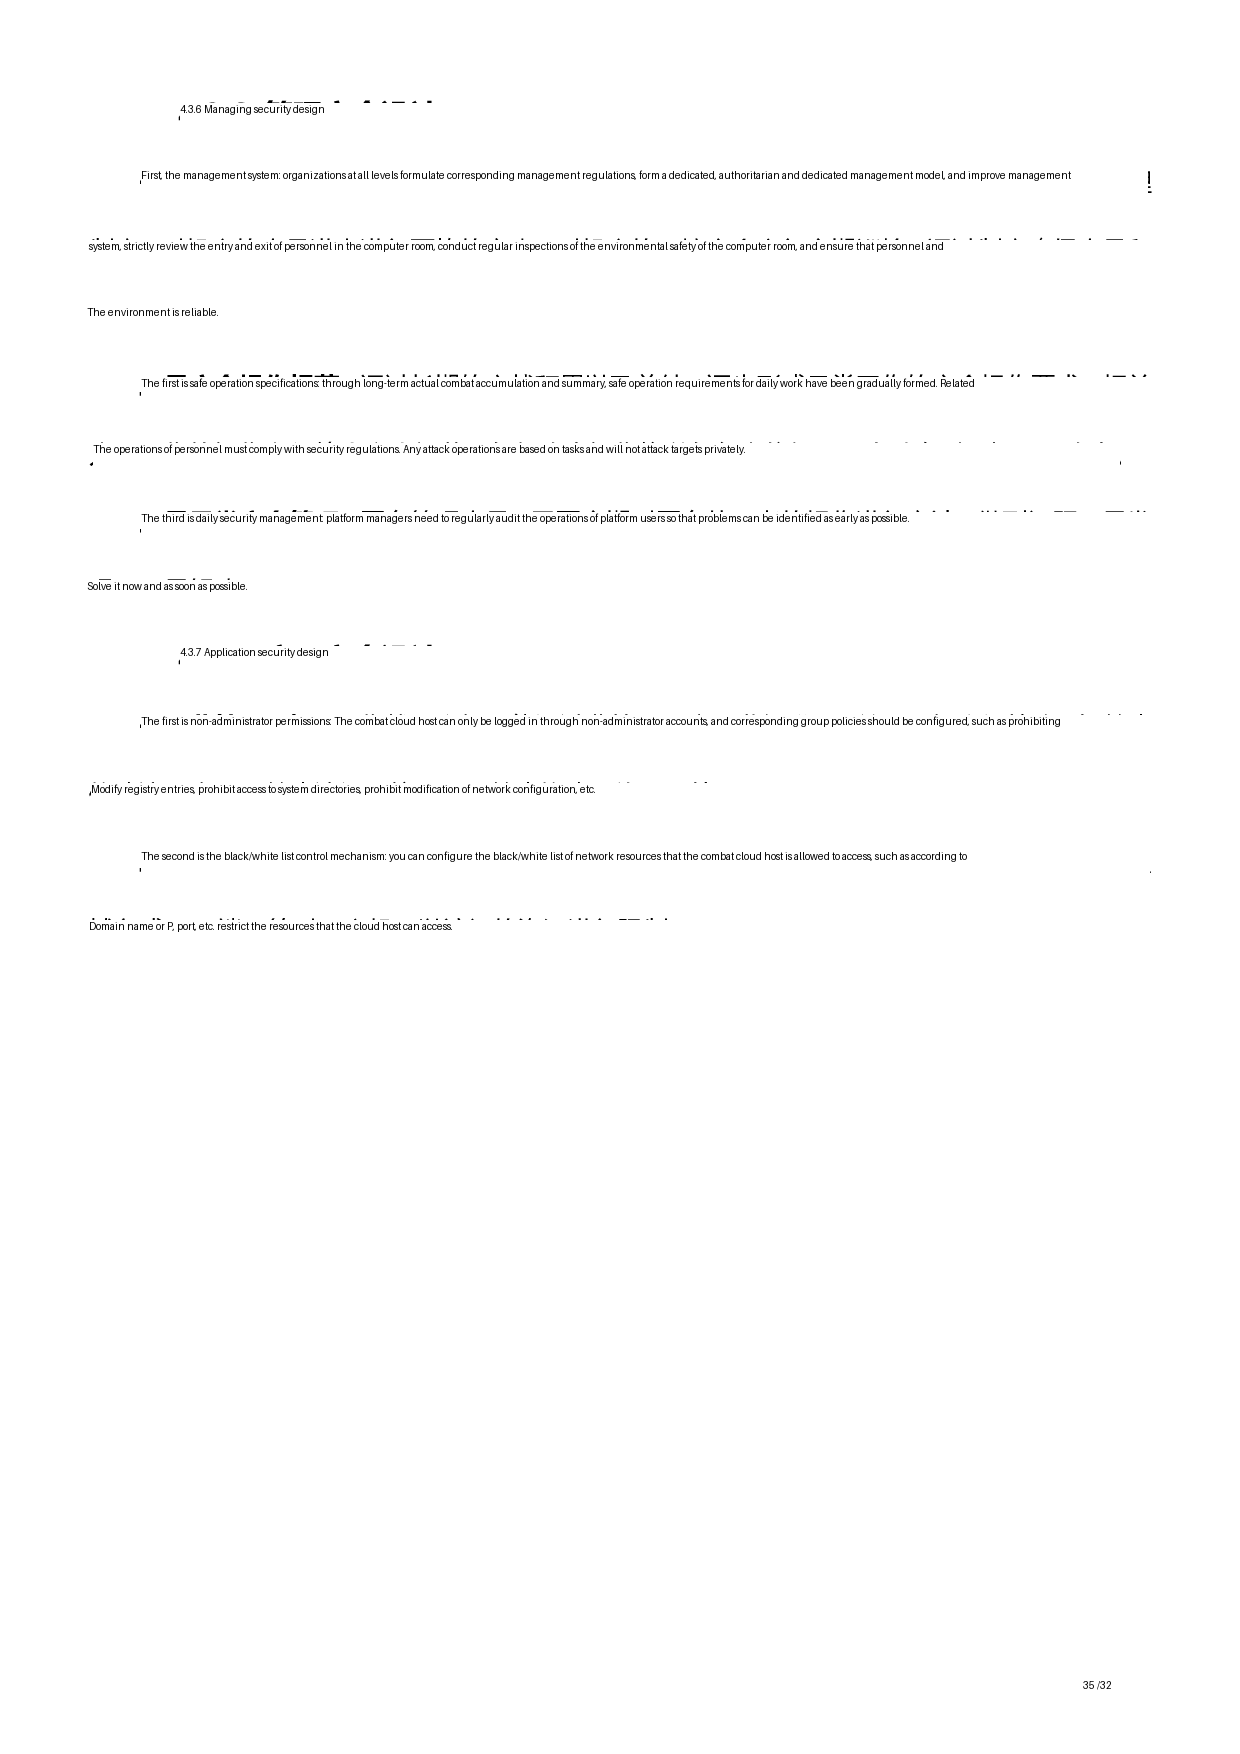 4.3.6 Managing security design
First, the management system: organizations at all levels formulate corresponding management regulations, form a dedicated, authoritarian and dedicated management model, and improve management
system, strictly review the entry and exit of personnel in the computer room, conduct regular inspections of the environmental safety of the computer room, and ensure that personnel and
The environment is reliable.
The first is safe operation specifications: through long-term actual combat accumulation and summary, safe operation requirements for daily work have been gradually formed. Related
The operations of personnel must comply with security regulations. Any attack operations are based on tasks and will not attack targets privately.
The third is daily security management: platform managers need to regularly audit the operations of platform users so that problems can be identified as early as possible.
Solve it now and as soon as possible.
4.3.7 Application security design
The first is non-administrator permissions: The combat cloud host can only be logged in through non-administrator accounts, and corresponding group policies should be configured, such as prohibiting
Modify registry entries, prohibit access to system directories, prohibit modification of network configuration, etc.
The second is the black/white list control mechanism: you can configure the black/white list of network resources that the combat cloud host is allowed to access, such as according to
Domain name or P, port, etc. restrict the resources that the cloud host can access.
35 /32